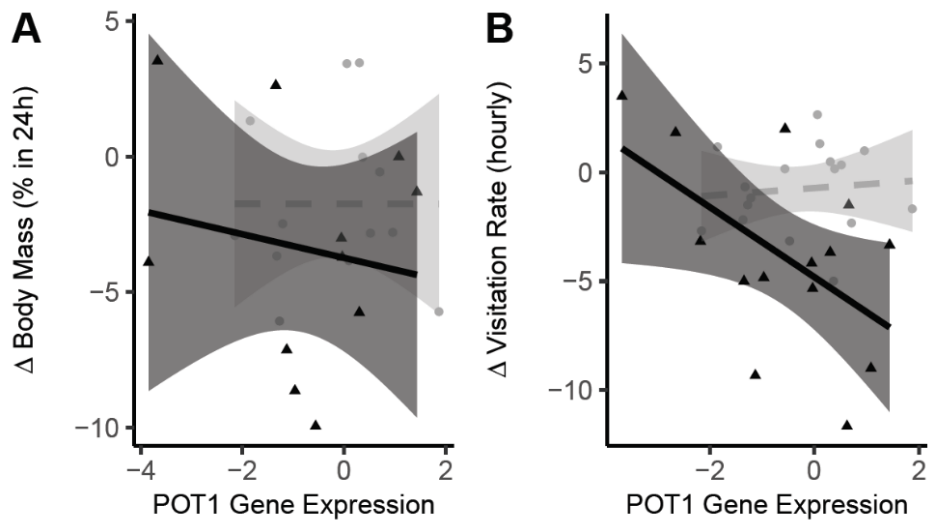 A
B
Δ Body Mass (% in 24h)
5
0
−5
−10
−4
−2
0
2
POT1 Gene Expression
Δ Visitation Rate (hourly)
5
0
−5
−10
−2
0
2
POT1 Gene Expression